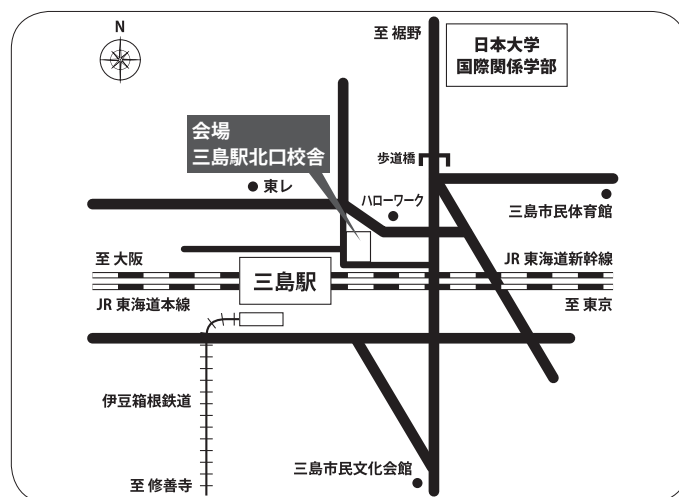 N
至 裾野
日本大学
国際関係学部
会場
三島駅北口校舎
歩道橋
東レ
ハローワーク
三島市民体育館
至 大阪
JR 東海道新幹線
三島駅
JR 東海道本線
至 東京
伊豆箱根鉄道
三島市民文化会館
至 修善寺